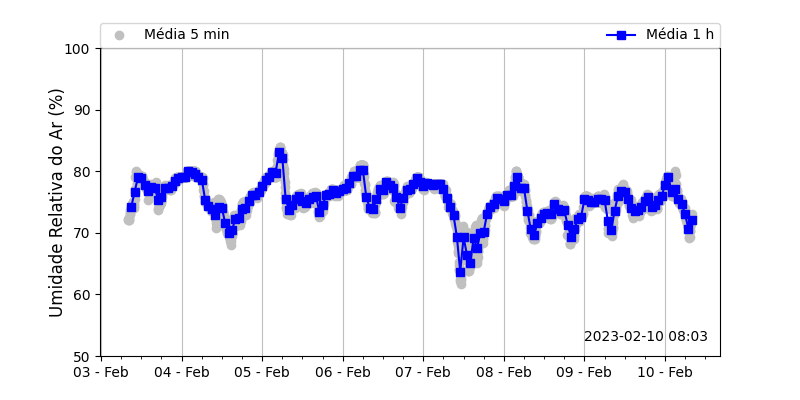 Média 5 min
Média 1 h
Umidade Relativa do Ar (%)
100
90
80
70
60
50
2023-02-10 08:03
03 - Feb
04 - Feb
05 - Feb
06 - Feb
07 - Feb
08 - Feb
09 - Feb
10 - Feb